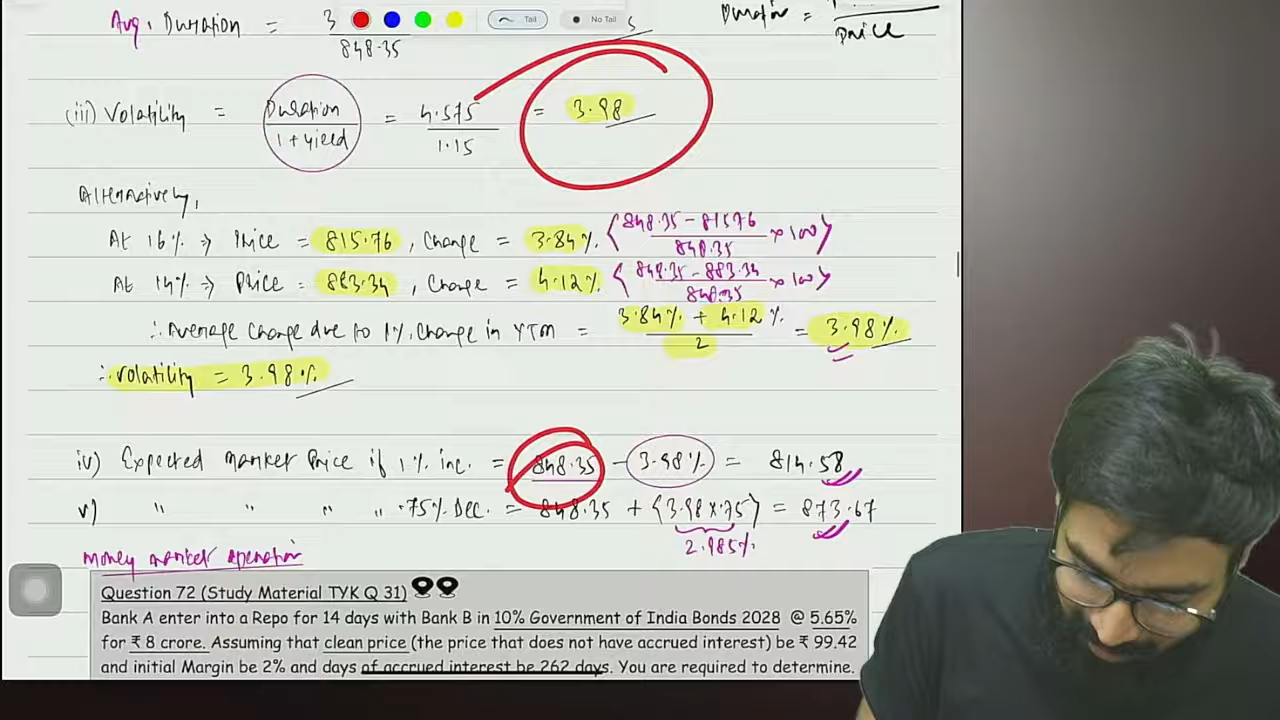 Avg. Duration = 3
848.35
Tail
No Tail
s
Duration =
Price
(iii) Volatility = Duration / 1 + yield = 4.575 / 1.15 = 3.98
Alternatively,
At 16% ⇒ Price = 815.76, Change = 3.84% {848.35 - 81576 / 848.35 × 100}
At 14% ⇒ Price = 883.34, Change = 4.12% {848.35 - 883.34 / 848.35 × 100}
∴ Average Change due to 1% Change in YTM = 3.84% + 4.12% / 2 = 3.98%.
∴ Volatility = 3.98%
iv) Expected Market Price if 1% inc. = 848.35 - 3.98% = 814.58
v) " " " " .75% Dec. = 848.35 + {3.98 × .75} = 873.67
2.985%
Money market operation
Question 72 (Study Material TYK Q 31)
Bank A enter into a Repo for 14 days with Bank B in 10% Government of India Bonds 2028 @ 5.65%
for ₹ 8 crore. Assuming that clean price (the price that does not have accrued interest) be ₹ 99.42
and initial Margin be 2% and days of accrued interest be 262 days. You are required to determine.